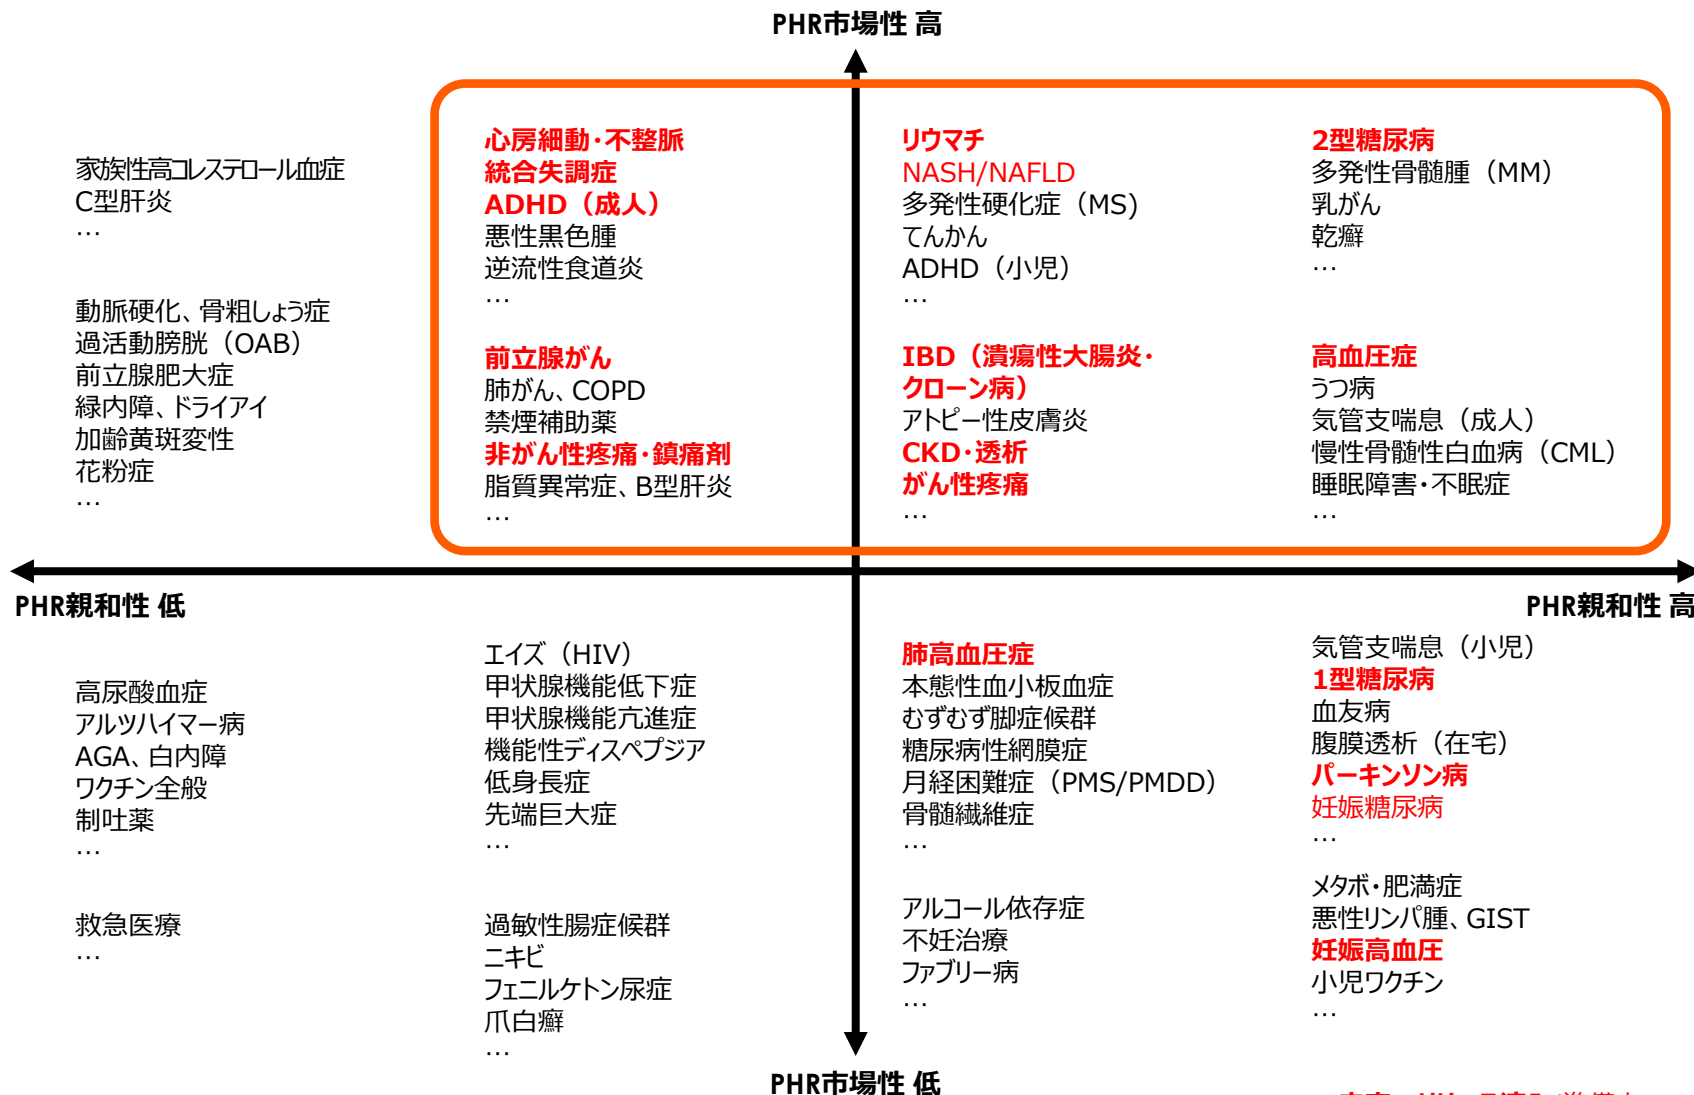 PHR市場性 高
家族性高コレステロール血症
C型肝炎
…
心房細動・不整脈
統合失調症
ADHD（成人）
悪性黒色腫
逆流性食道炎
…
リウマチ
NASH/NAFLD
多発性硬化症（MS)
てんかん
ADHD（小児）
…
2型糖尿病
多発性骨髄腫（MM）
乳がん
乾癬
…
動脈硬化、骨粗しょう症
過活動膀胱（OAB）
前立腺肥大症
緑内障、ドライアイ
加齢黄斑変性
花粉症
…
前立腺がん
肺がん、COPD
禁煙補助薬
非がん性疼痛・鎮痛剤
脂質異常症、B型肝炎
…
IBD（潰瘍性大腸炎・
クローン病）
アトピー性皮膚炎
CKD・透析
がん性疼痛
…
高血圧症
うつ病
気管支喘息（成人）
慢性骨髄性白血病（CML）
睡眠障害・不眠症
…
PHR親和性 低
PHR親和性 高
高尿酸血症
アルツハイマー病
AGA、白内障
ワクチン全般
制吐薬
…
エイズ（HIV）
甲状腺機能低下症
甲状腺機能亢進症
機能性ディスペプジア
低身長症
先端巨大症
…
肺高血圧症
本態性血小板血症
むずむず脚症候群
糖尿病性網膜症
月経困難症（PMS/PMDD）
骨髄繊維症
…
気管支喘息（小児）
1型糖尿病
血友病
腹膜透析（在宅）
パーキンソン病
妊娠糖尿病
…
救急医療
…
過敏性腸症候群
ニキビ
フェニルケトン尿症
爪白癬
…
アルコール依存症
不妊治療
ファブリー病
…
メタボ・肥満症
悪性リンパ腫、GIST
妊娠高血圧
小児ワクチン
…
PHR市場性 低